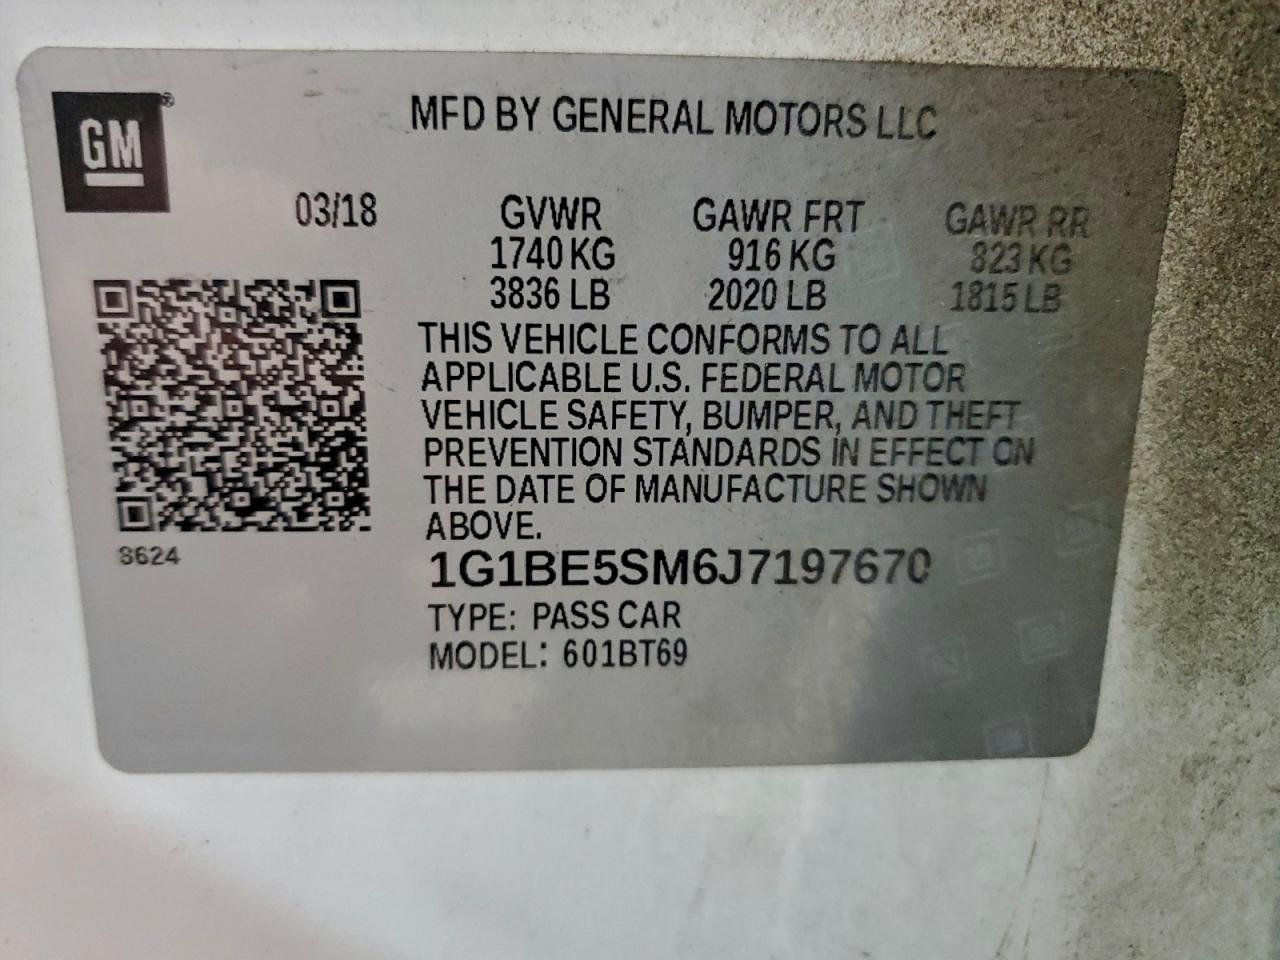 GM®
MFD BY GENERAL MOTORS LLC
03/18 GVWR GAWR FRT GAWR RR
1740 KG 916 KG 823 KG
3836 LB 2020 LB 1815 LB
THIS VEHICLE CONFORMS TO ALL
APPLICABLE U.S. FEDERAL MOTOR
VEHICLE SAFETY, BUMPER, AND THEFT
PREVENTION STANDARDS IN EFFECT ON
THE DATE OF MANUFACTURE SHOWN
ABOVE.
8624
1G1BE5SM6J7197670
TYPE: PASS CAR
MODEL: 601BT69